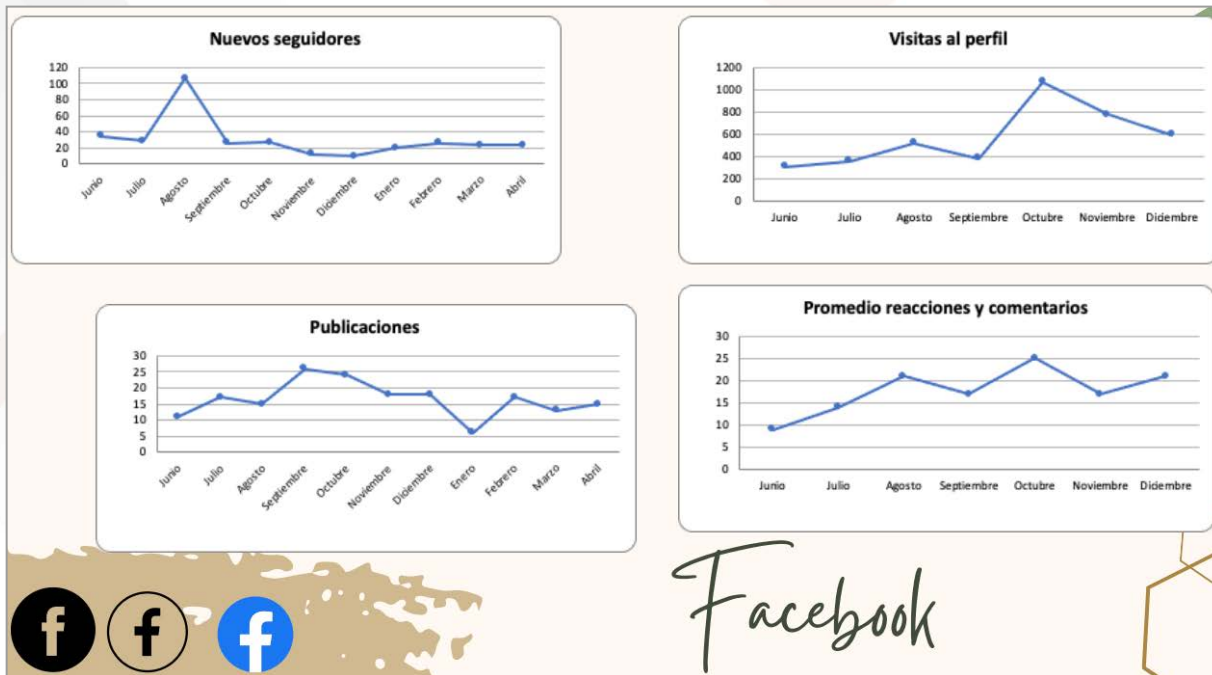 Nuevos seguidores
120
100
80
60
40
20
0
Junio
Julio
Agosto
Septiembre
Octubre
Noviembre
Diciembre
Enero
Febrero
Marzo
Abril
Visitas al perfil
1200
1000
800
600
400
200
0
Junio Julio Agosto Septiembre Octubre Noviembre Diciembre
Publicaciones
30
25
20
15
10
5
0
Junio
Julio
Agosto
Septiembre
Octubre
Noviembre
Diciembre
Enero
Febrero
Marzo
Abril
Promedio reacciones y comentarios
30
25
20
15
10
5
0
Junio Julio Agosto Septiembre Octubre Noviembre Diciembre
f f f
Facebook